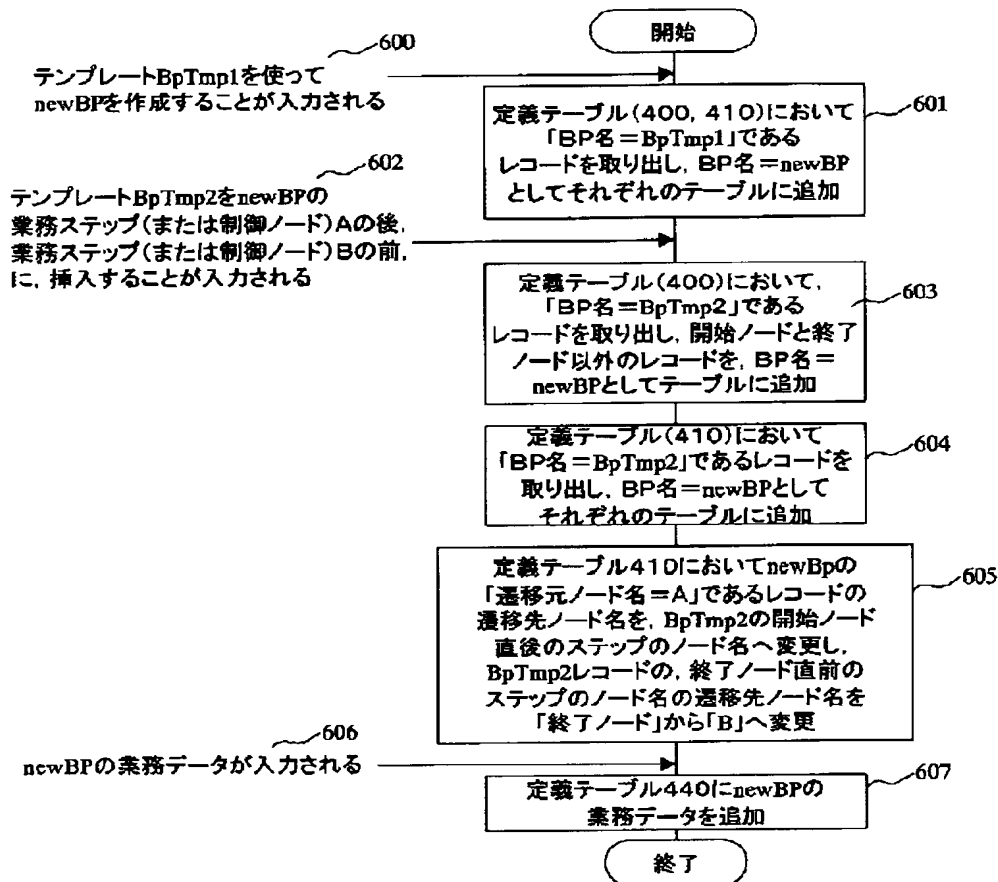 開始
600
テンプレートBpTmp1を使って
newBPを作成することが入力される
601
定義テーブル(400, 410)において
「BP名=BpTmp1」である
レコードを取り出し, BP名=newBP
としてそれぞれのテーブルに追加
602
テンプレートBpTmp2をnewBPの
業務ステップ(または制御ノード)Aの後,
業務ステップ(または制御ノード)Bの前,
に, 挿入することが入力される
603
定義テーブル(400)において,
「BP名=BpTmp2」である
レコードを取り出し, 開始ノードと終了
ノード以外のレコードを, BP名=
newBPとしてテーブルに追加
604
定義テーブル(410)において
「BP名=BpTmp2」であるレコードを
取り出し, BP名=newBPとして
それぞれのテーブルに追加
605
定義テーブル410においてnewBpの
「遷移元ノード名=A」であるレコードの
遷移先ノード名を, BpTmp2の開始ノード
直後のステップのノード名へ変更し,
BpTmp2レコードの, 終了ノード直前の
ステップのノード名の遷移先ノード名を
「終了ノード」から「B」へ変更
606
newBPの業務データが入力される
607
定義テーブル440にnewBPの
業務データを追加
終了